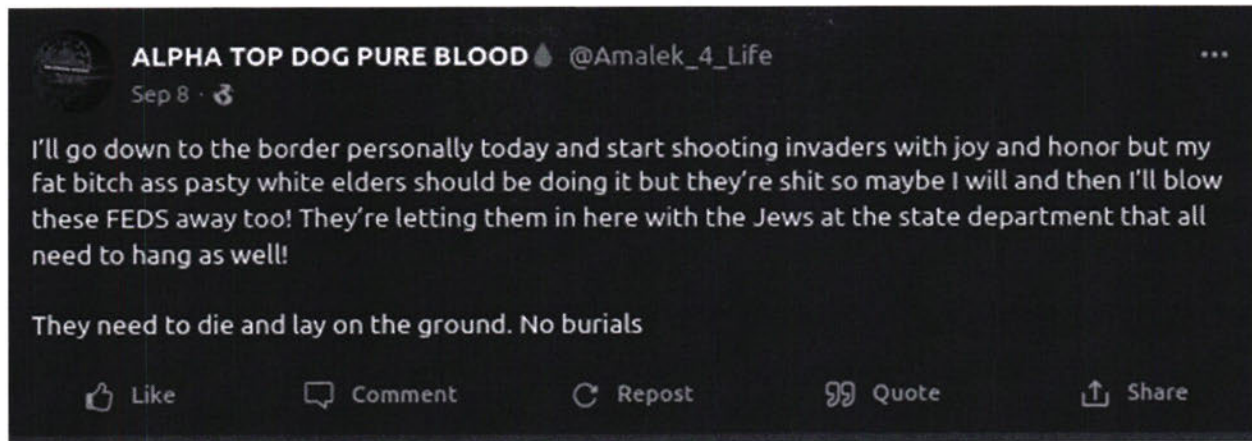 ALPHA TOP DOG PURE BLOOD🩸 @Amalek_4_Life
Sep 8 ·
I'll go down to the border personally today and start shooting invaders with joy and honor but my
fat bitch ass pasty white elders should be doing it but they're shit so maybe I will and then I'll blow
these FEDS away too! They're letting them in here with the Jews at the state department that all
need to hang as well!
They need to die and lay on the ground. No burials
Like Comment Repost Quote Share